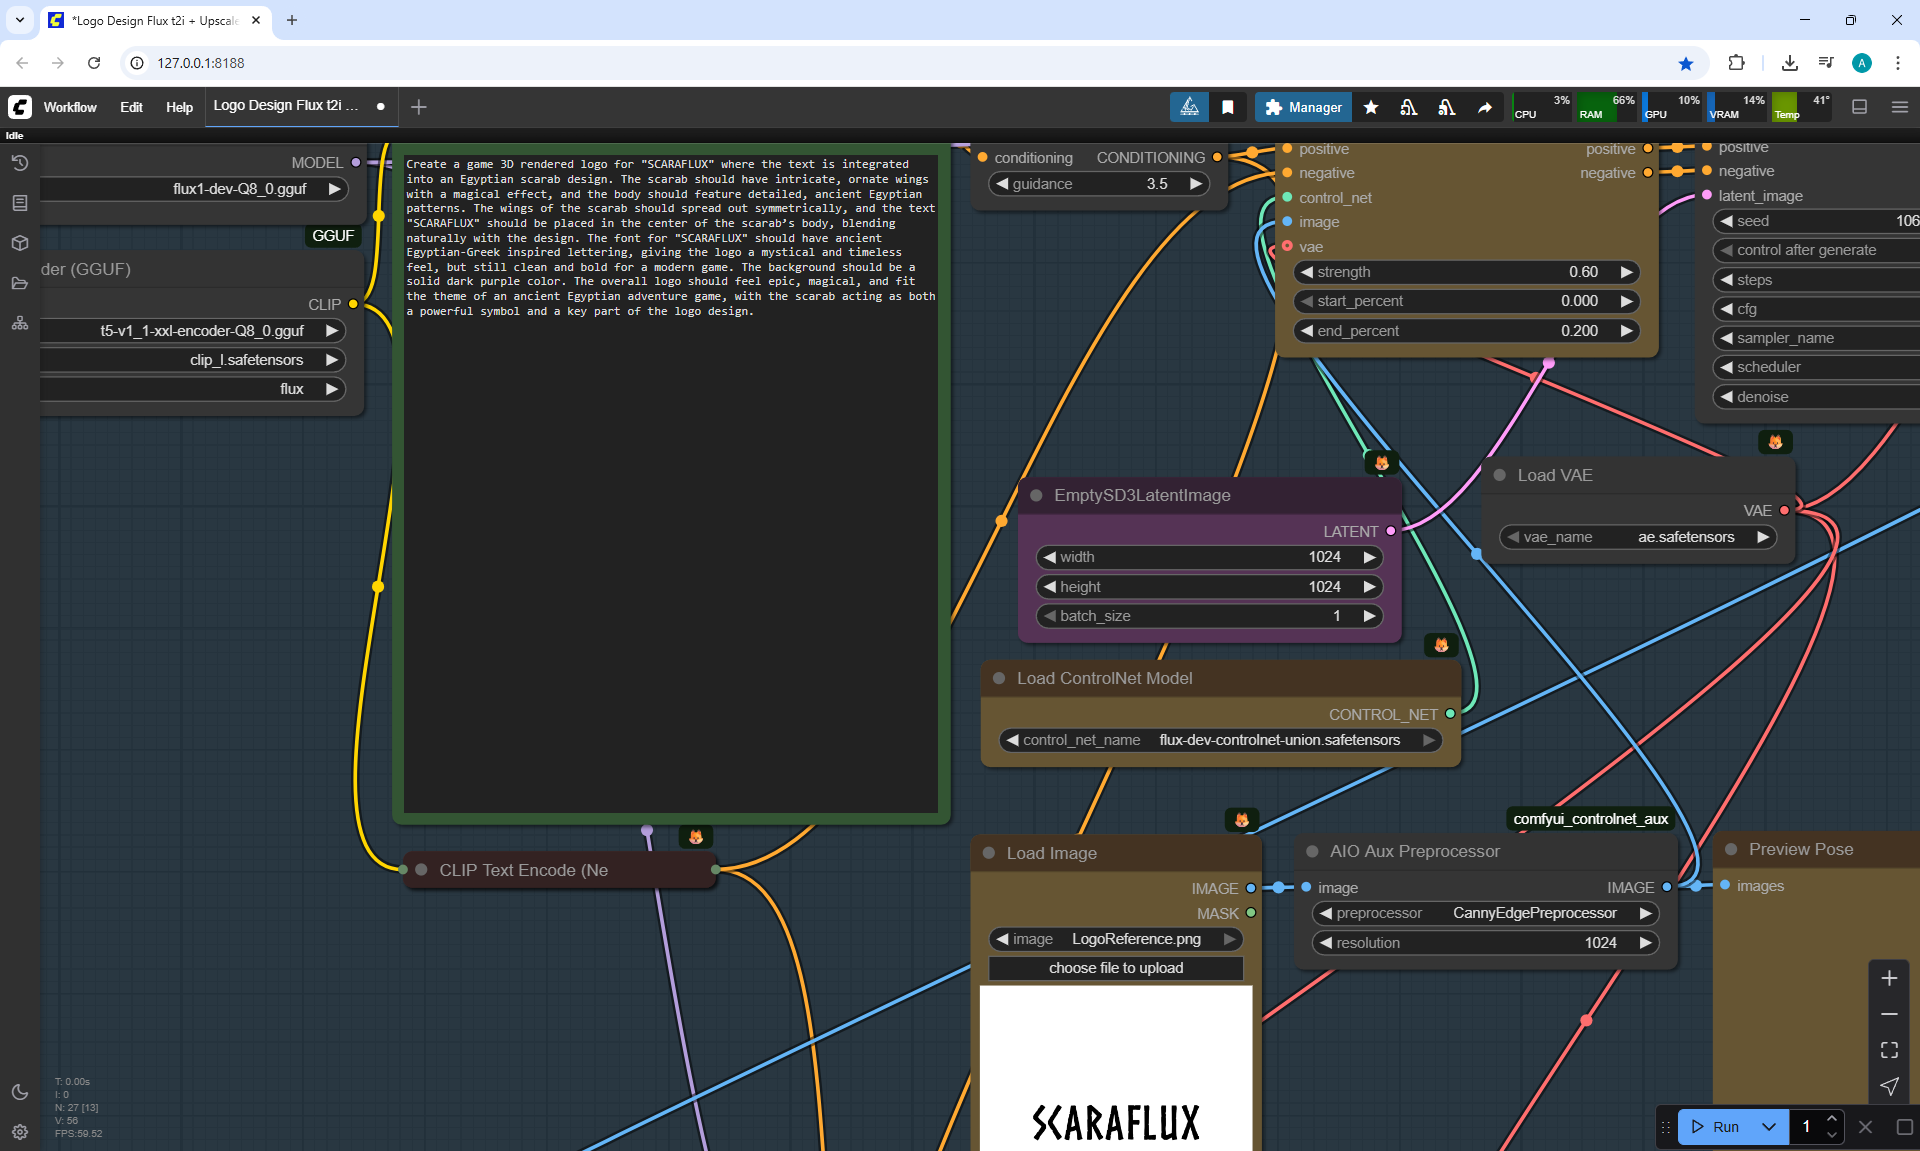 *Logo Design Flux t2i + Upscale
127.0.0.1:8188
A
Workflow
Edit
Help
Logo Design Flux t2i ...
Manager
CPU
3%
RAM
66%
GPU
10%
VRAM
14%
Temp
41°
Idle
MODEL
flux1-dev-Q8_0.gguf
GGUF
der (GGUF)
CLIP
t5-v1_1-xxl-encoder-Q8_0.gguf
clip_l.safetensors
flux
Create a game 3D rendered logo for "SCARAFLUX" where the text is integrated
into an Egyptian scarab design. The scarab should have intricate, ornate wings
with a magical effect, and the body should feature detailed, ancient Egyptian
patterns. The wings of the scarab should spread out symmetrically, and the text
"SCARAFLUX" should be placed in the center of the scarab's body, blending
naturally with the design. The font for "SCARAFLUX" should have ancient
Egyptian-Greek inspired lettering, giving the logo a mystical and timeless
feel, but still clean and bold for a modern game. The background should be a
solid dark purple color. The overall logo should feel epic, magical, and fit
the theme of an ancient Egyptian adventure game, with the scarab acting as both
a powerful symbol and a key part of the logo design.
conditioning
CONDITIONING
guidance
3.5
positive
negative
control_net
image
vae
positive
negative
strength
0.60
start_percent
0.000
end_percent
0.200
positive
negative
latent_image
seed
106
control after generate
steps
cfg
sampler_name
scheduler
denoise
EmptySD3LatentImage
LATENT
width
1024
height
1024
batch_size
1
Load VAE
VAE
vae_name
ae.safetensors
Load ControlNet Model
CONTROL_NET
control_net_name
flux-dev-controlnet-union.safetensors
CLIP Text Encode (Ne
Load Image
IMAGE
MASK
image
LogoReference.png
choose file to upload
SCARAFLUX
comfyui_controlnet_aux
AIO Aux Preprocessor
image
IMAGE
preprocessor
CannyEdgePreprocessor
resolution
1024
Preview Pose
images
T: 0.00s
I: 0
N: 27 [13]
V: 56
FPS:59.52
Run
1